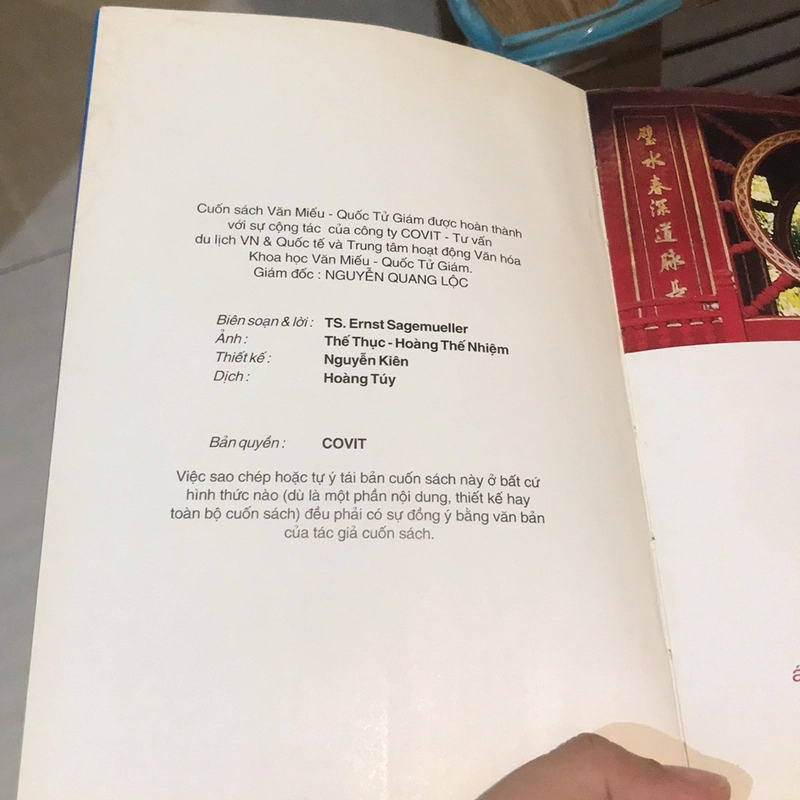 Cuốn sách Văn Miếu - Quốc Tử Giám được hoàn thành
với sự cộng tác của công ty COVIT - Tư vấn
du lịch VN & Quốc tế và Trung tâm hoạt động Văn hóa
Khoa học Văn Miếu - Quốc Tử Giám.
Giám đốc : NGUYỄN QUANG LỘC
Biên soạn & lời : TS. Ernst Sagemueller
Ảnh : Thế Thục - Hoàng Thế Nhiệm
Thiết kế : Nguyễn Kiên
Dịch : Hoàng Túy
Bản quyền : COVIT
Việc sao chép hoặc tự ý tái bản cuốn sách này ở bất cứ
hình thức nào (dù là một phần nội dung, thiết kế hay
toàn bộ cuốn sách) đều phải có sự đồng ý bằng văn bản
của tác giả cuốn sách.
璧水春深道脉長